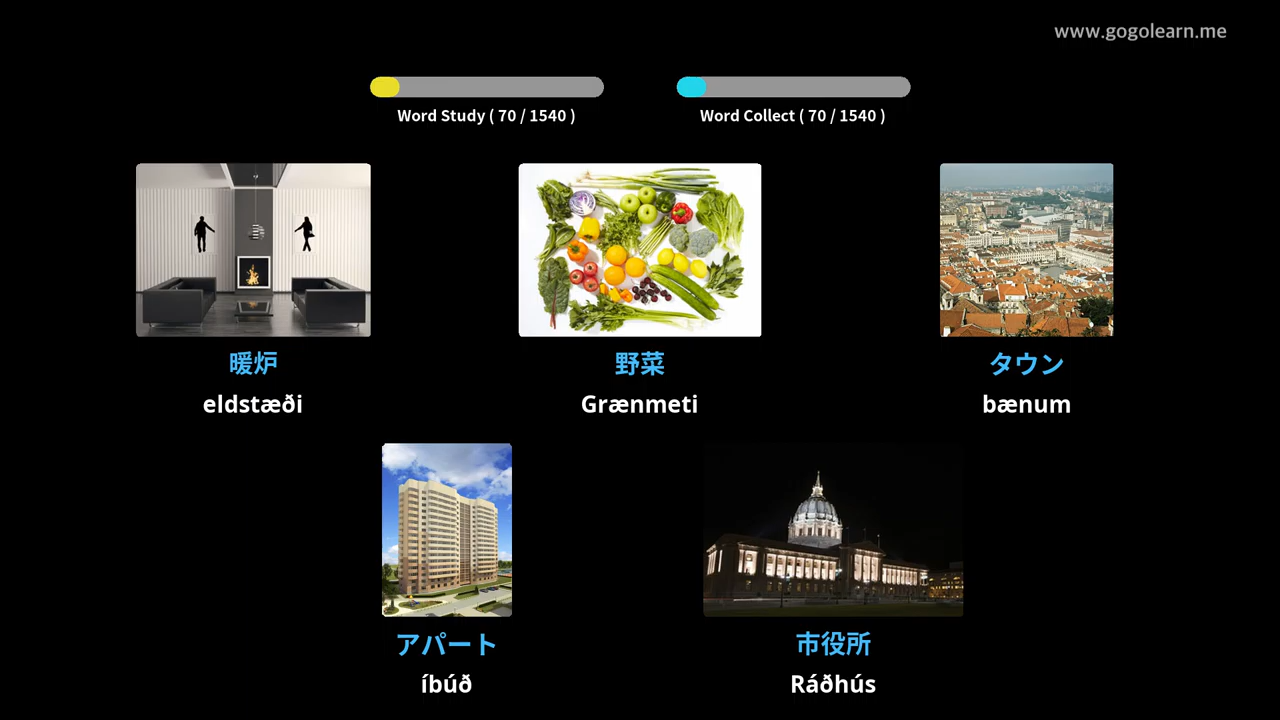 www.gogolearn.me
Word Study ( 70 / 1540 )
Word Collect ( 70 / 1540 )
暖炉
野菜
タウン
eldstæði
Grænmeti
bænum
アパート
市役所
íbúð
Ráðhús